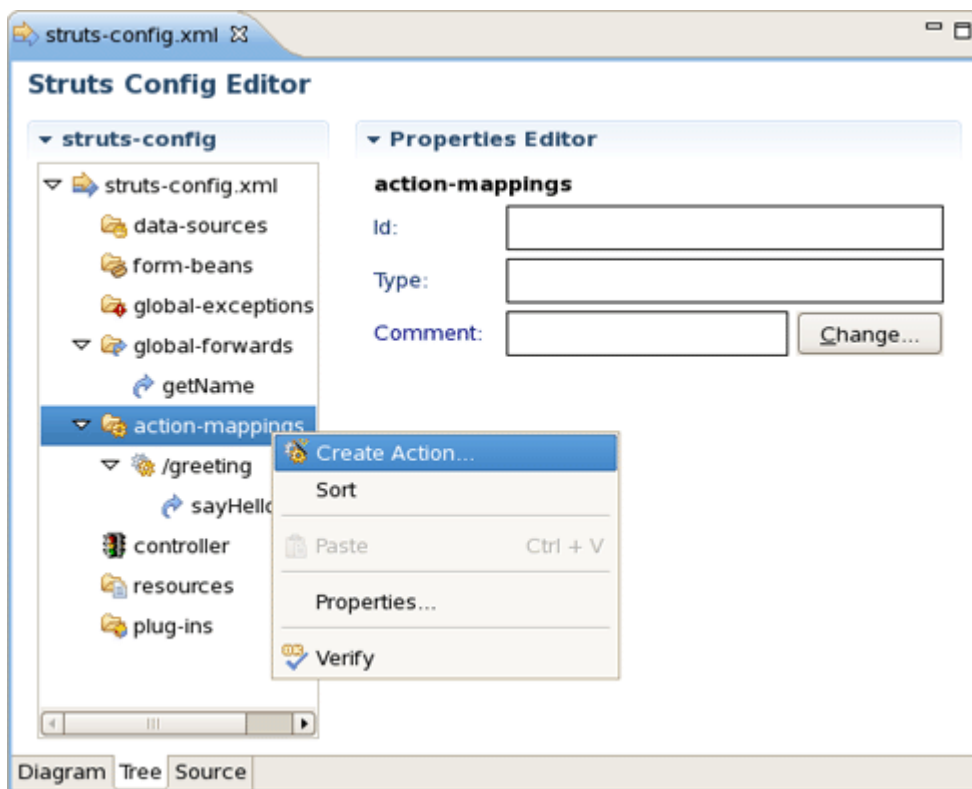 struts-config.xml
Struts Config Editor
struts-config
struts-config.xml
data-sources
form-beans
global-exceptions
global-forwards
getName
action-mappings
/greeting
sayHello
controller
resources
plug-ins
Properties Editor
action-mappings
Id:
Type:
Comment:
Change...
Create Action...
Sort
Paste Ctrl + V
Properties...
Verify
Diagram Tree Source